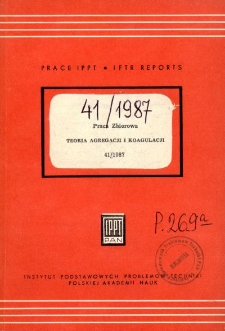 PRACE IPPT • IFTR REPORTS
41/1987
Praca Zbiorowa
TEORIA AGREGACJI I KOAGULACJI
41/1987
P.269a
IPPT
PAN
INSTYTUT PODSTAWOWYCH PROBLEMÓW TECHNIKI
POLSKIEJ AKADEMII NAUK